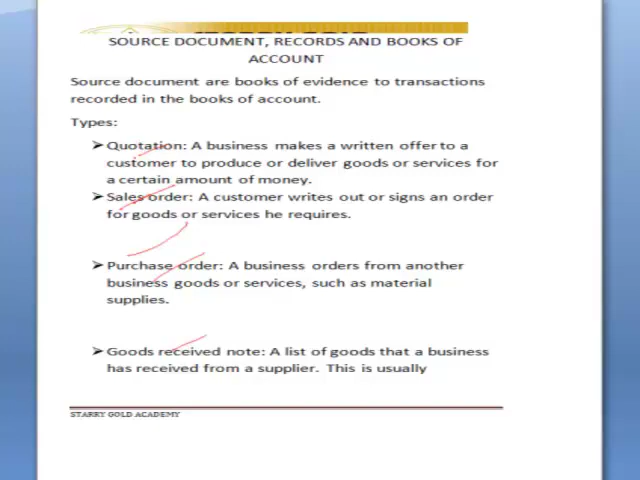 SOURCE DOCUMENT, RECORDS AND BOOKS OF
ACCOUNT
Source document are books of evidence to transactions
recorded in the books of account.
Types:
➤ Quotation: A business makes a written offer to a
customer to produce or deliver goods or services for
a certain amount of money.
➤ Sales order: A customer writes out or signs an order
for goods or services he requires.
➤ Purchase order: A business orders from another
business goods or services, such as material
supplies.
➤ Goods received note: A list of goods that a business
has received from a supplier. This is usually
STARRY GOLD ACADEMY